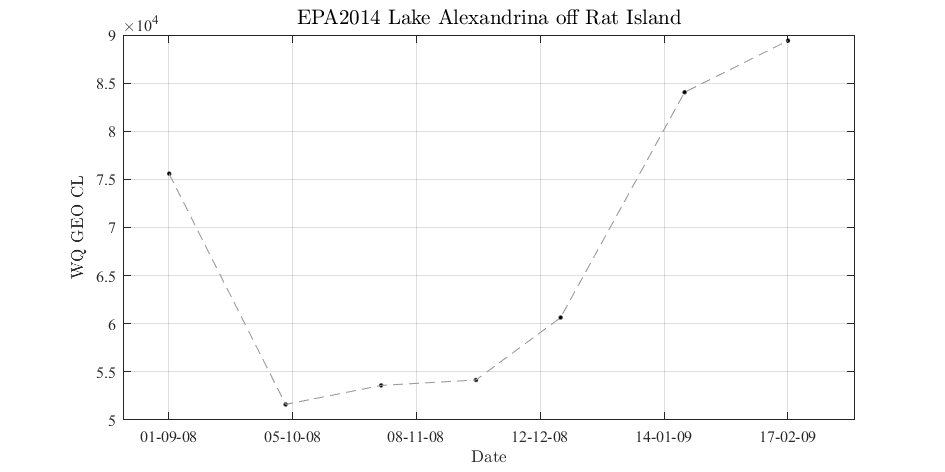 EPA2014 Lake Alexandrina off Rat Island
×10⁴
9
8.5
8
7.5
7
6.5
6
5.5
5
WQ GEO CL
01-09-08 05-10-08 08-11-08 12-12-08 14-01-09 17-02-09
Date